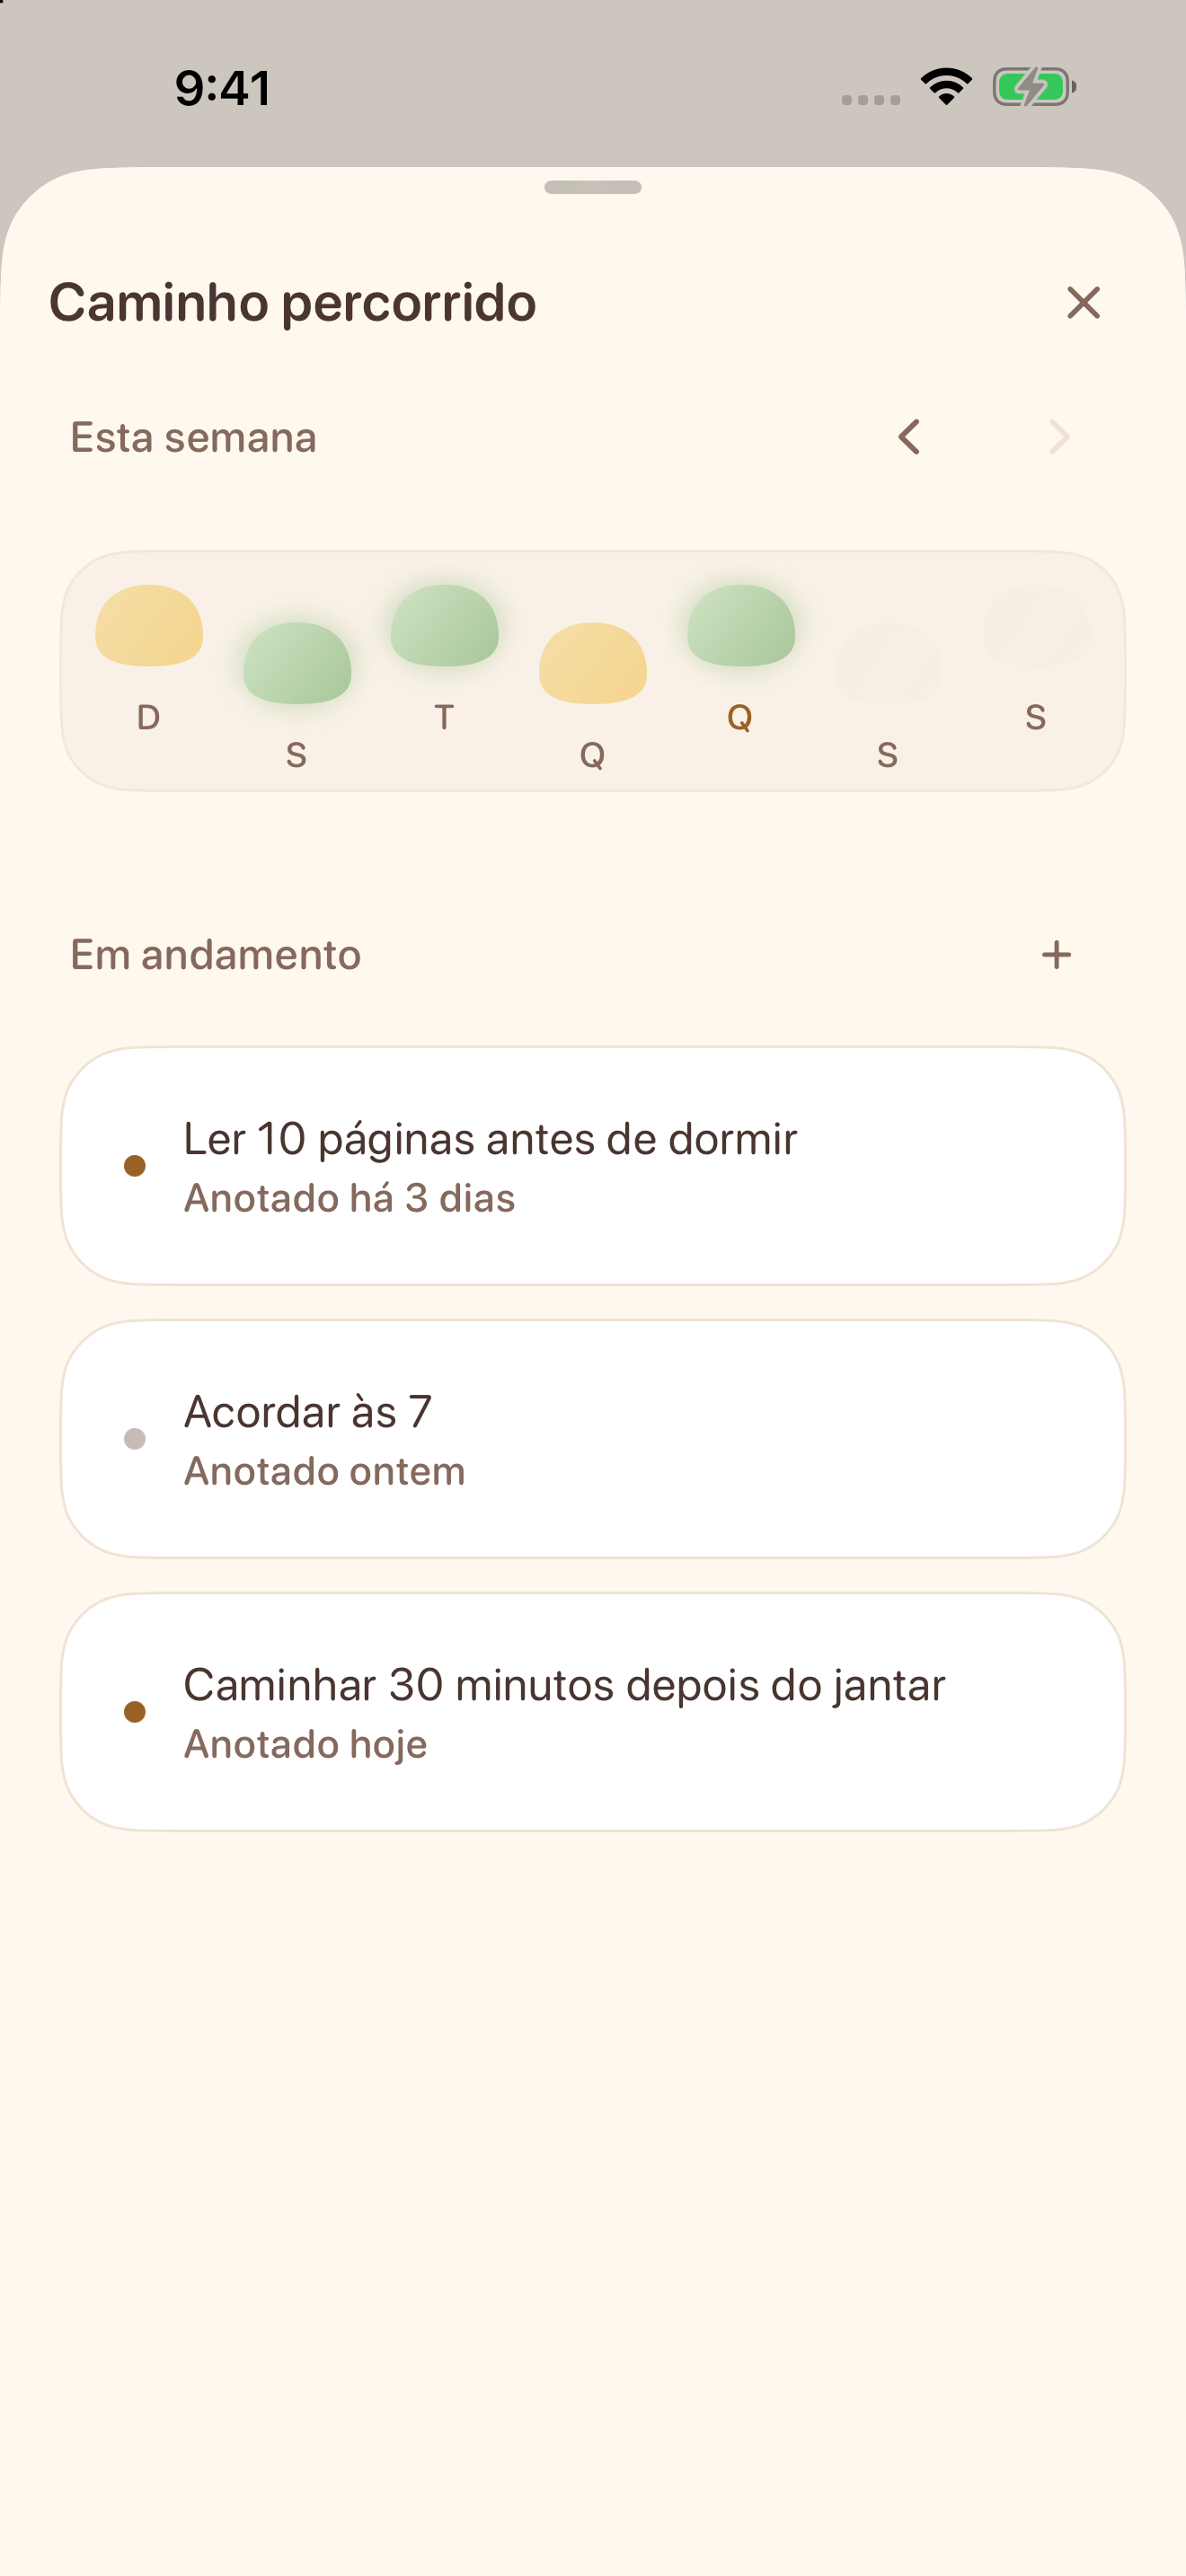 9:41
Caminho percorrido
Esta semana
D S T Q Q S S
Em andamento
Ler 10 páginas antes de dormir
Anotado há 3 dias
Acordar às 7
Anotado ontem
Caminhar 30 minutos depois do jantar
Anotado hoje